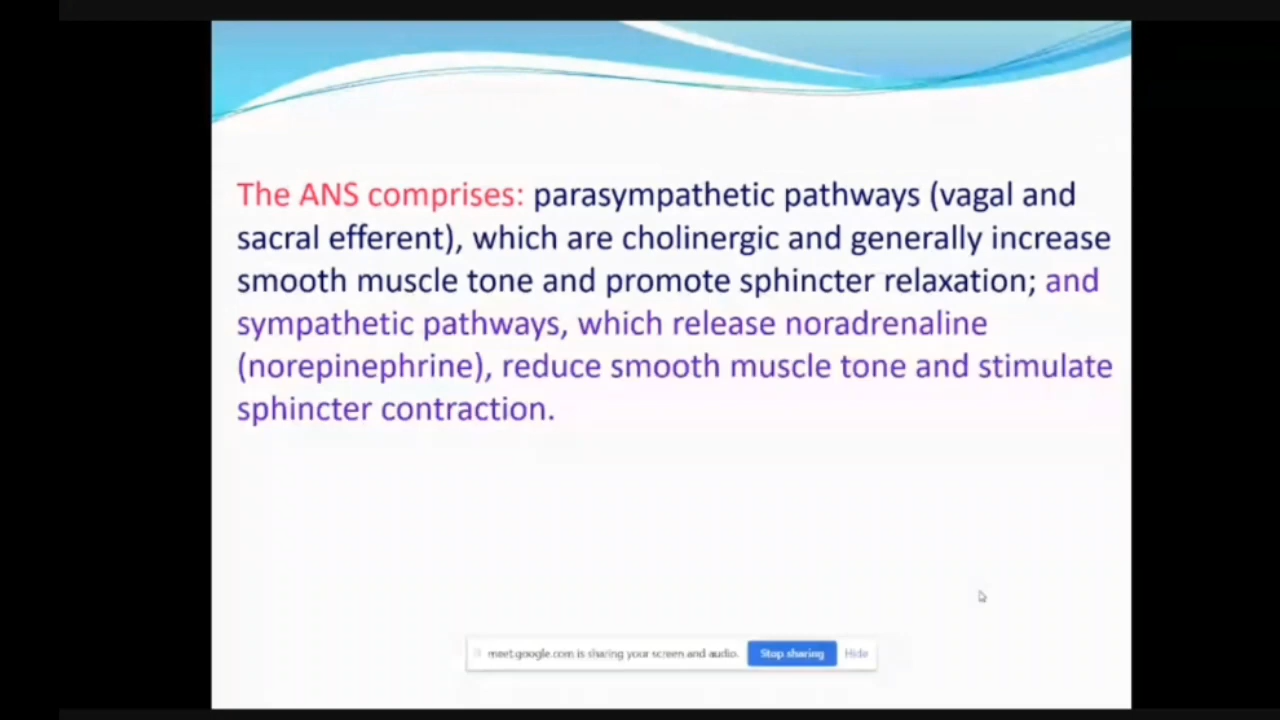 The ANS comprises: parasympathetic pathways (vagal and
sacral efferent), which are cholinergic and generally increase
smooth muscle tone and promote sphincter relaxation; and
sympathetic pathways, which release noradrenaline
(norepinephrine), reduce smooth muscle tone and stimulate
sphincter contraction.
meet.google.com is sharing your screen and audio. Stop sharing Hide